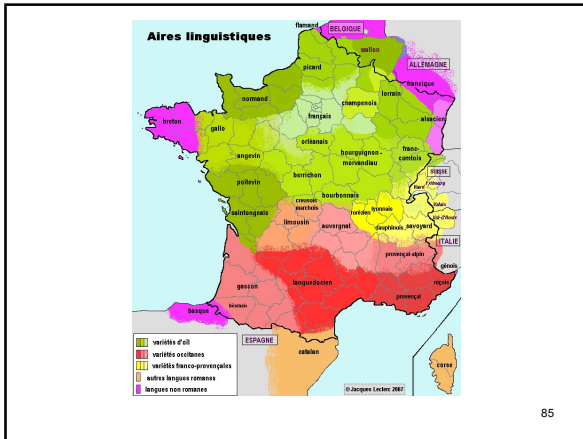 Aires linguistiques
flamand
BELGIQUE
wallon
picard
ALLÉMAGNE
francique
normand
champenois
lorrain
français
alsacien
breton
gallo
orléanais
franc-
comtois
angevin
bourguignon-
morvandiau
berrichon
SUISSE
Fribourg
Vaud
poitevin
bourbonnais
Valais
creusois
marchois
lyonnais
Val-d'Aoste
saintongeais
forézien
limousin
auvergnat
dauphinois
savoyard
ITALIE
provençal-alpin
génois
languedocien
niçois
gascon
provençal
béarnais
basque
ESPAGNE
catalan
corse
variétés d'oïl
variétés occitanes
variétés franco-provençales
autres langues romanes
langues non romanes
© Jacques Leclerc 2007
85